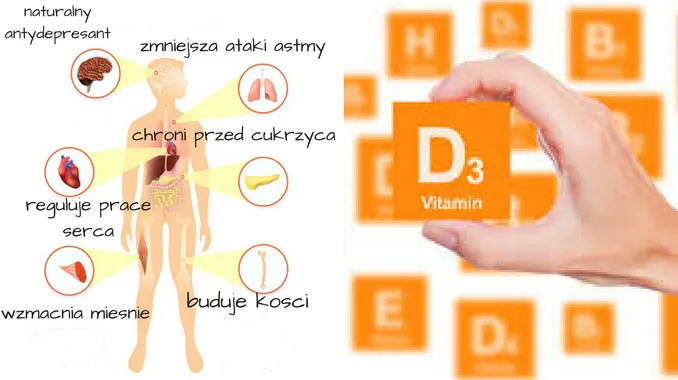 naturalny
antydepresant
zmniejsza ataki astmy
chroni przed cukrzyca
reguluje prace
serca
wzmacnia miesnie
buduje kosci
H
B
D3
Vitamin
E